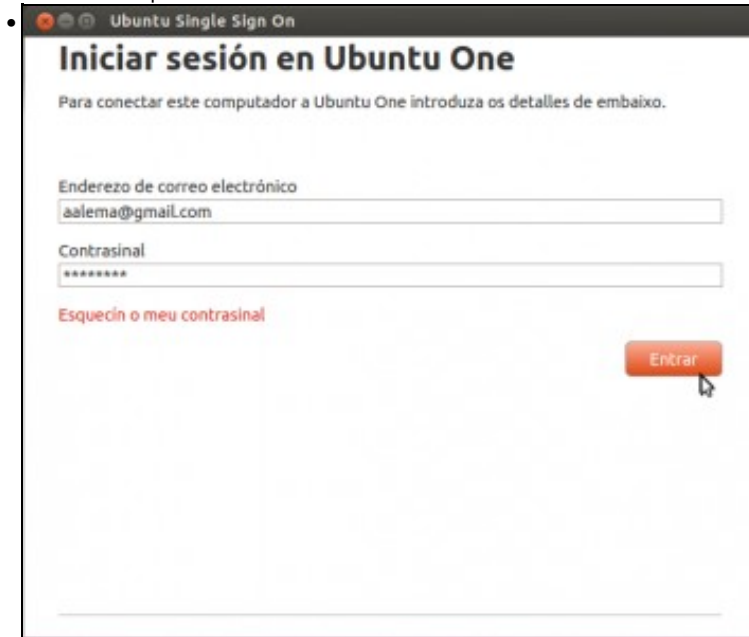 Ubuntu Single Sign On
Iniciar sesión en Ubuntu One
Para conectar este computador a Ubuntu One introduza os detalles de embaixo.
Enderezo de correo electrónico
aalema@gmail.com
Contrasinal
********
Esquecín o meu contrasinal
Entrar